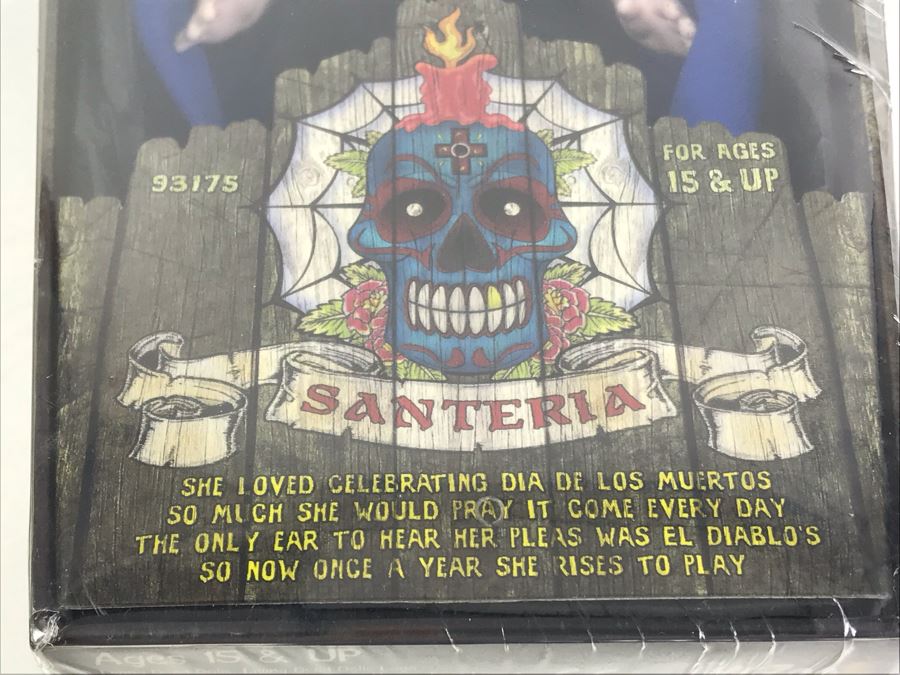 93175
FOR AGES
15 & UP
SANTERIA
SHE LOVED CELEBRATING DIA DE LOS MUERTOS
SO MUCH SHE WOULD PRAY IT COME EVERY DAY
THE ONLY EAR TO HEAR HER PLEAS WAS EL DIABLO'S
SO NOW ONCE A YEAR SHE RISES TO PLAY
Ages 15 & UP